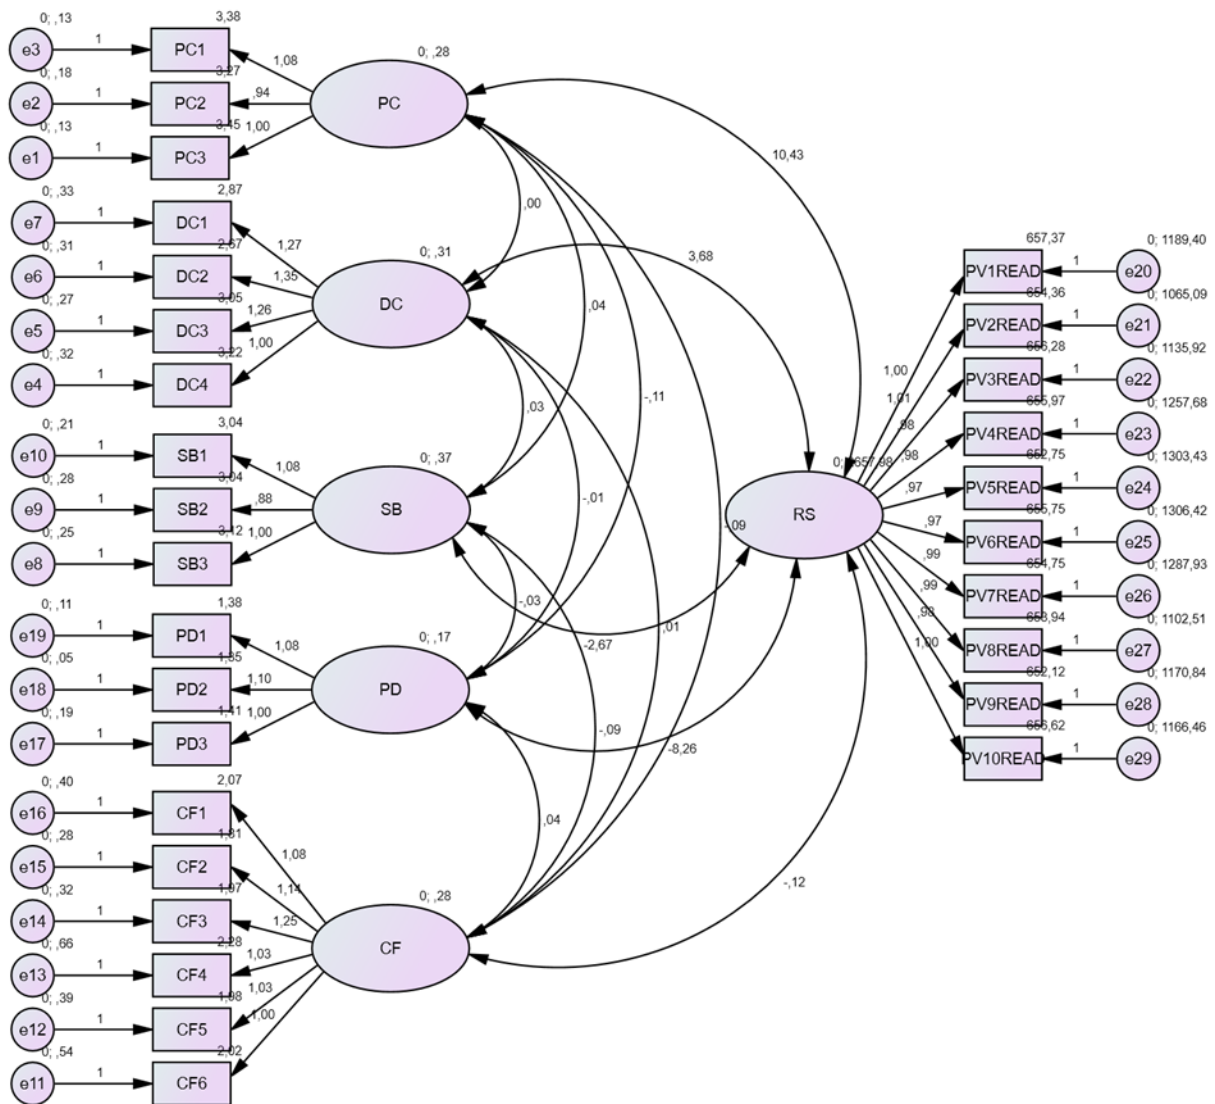 0; ,13
3,38
e3
1
PC1
1,08
0; ,28
0; ,18
3,27
e2
1
PC2
,94
PC
0; ,13
3,45
e1
1
PC3
1,00
10,43
0; ,33
2,87
e7
1
DC1
1,27
,00
0; ,31
2,67
e6
1
DC2
1,35
0; ,31
3,68
0; ,27
3,05
e5
1
DC3
1,26
DC
,04
0; ,32
3,22
e4
1
DC4
1,00
,03
-,11
0; ,21
3,04
e10
1
SB1
1,08
0; ,37
0; ,28
3,04
e9
1
SB2
,88
SB
-,01
0; ,25
3,42
e8
1
SB3
1,00
-,09
-,03
-2,67
,01
0; ,11
1,38
e19
1
PD1
1,08
0; ,17
0; ,05
1,35
e18
1
PD2
1,10
PD
0; ,19
1,41
e17
1
PD3
1,00
-,09
-8,26
0; ,40
2,07
e16
1
CF1
1,08
,04
0; ,28
1,81
e15
1
CF2
1,14
0; ,28
-,12
0; ,32
1,97
e14
1
CF3
1,25
CF
0; ,66
2,28
e13
1
CF4
1,03
0; ,39
1,98
e12
1
CF5
1,03
0; ,54
2,02
e11
1
CF6
1,00
RS
657,37
0; 1189,40
1,00
PV1READ
1
e20
654,36
0; 1065,09
1,01
PV2READ
1
e21
656,28
0; 1135,92
,98
PV3READ
1
e22
655,97
0; 1257,68
,98
PV4READ
1
e23
652,75
0; 1303,43
,97
PV5READ
1
e24
655,75
0; 1306,42
,97
PV6READ
1
e25
654,75
0; 1287,93
,99
PV7READ
1
e26
653,94
0; 1102,51
,99
PV8READ
1
e27
652,12
0; 1170,84
,98
PV9READ
1
e28
656,62
0; 1166,46
1,00
PV10READ
1
e29